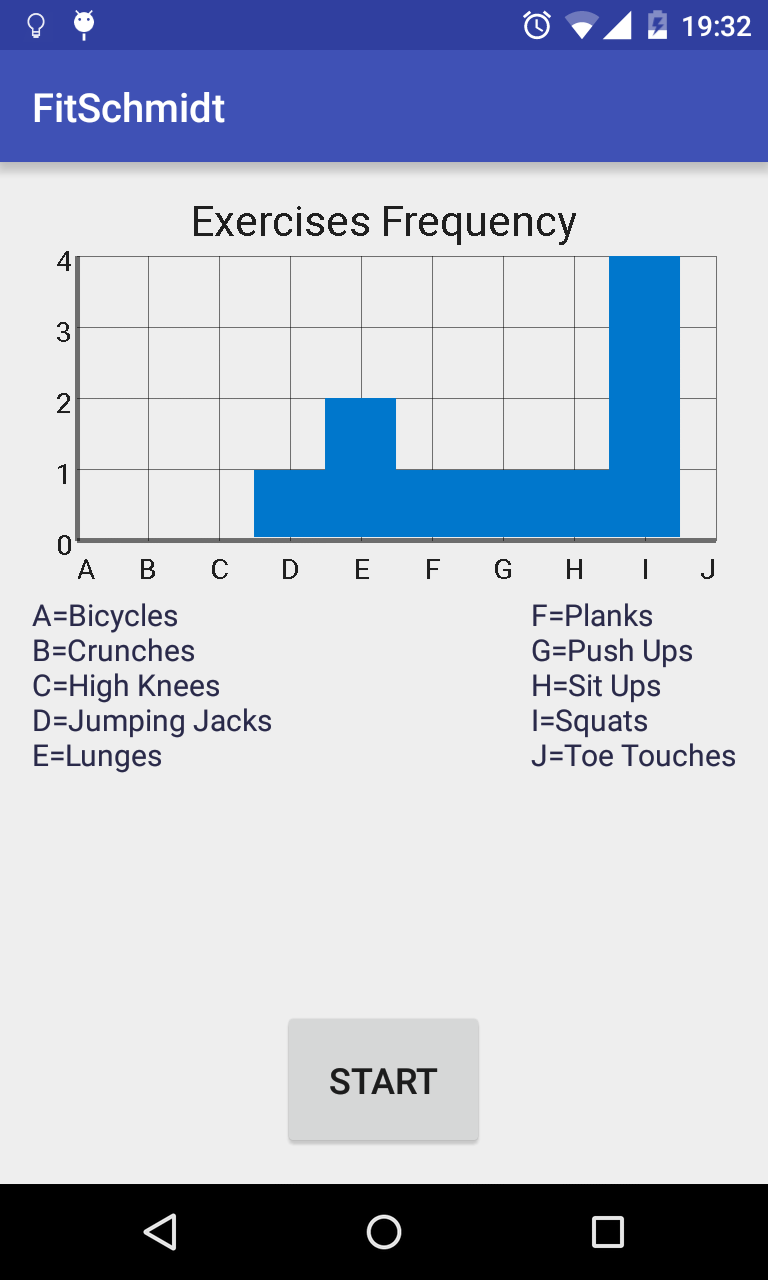 19:32
FitSchmidt
Exercises Frequency
4
3
2
1
0
A B C D E F G H I J
A=Bicycles
B=Crunches
C=High Knees
D=Jumping Jacks
E=Lunges
F=Planks
G=Push Ups
H=Sit Ups
I=Squats
J=Toe Touches
START